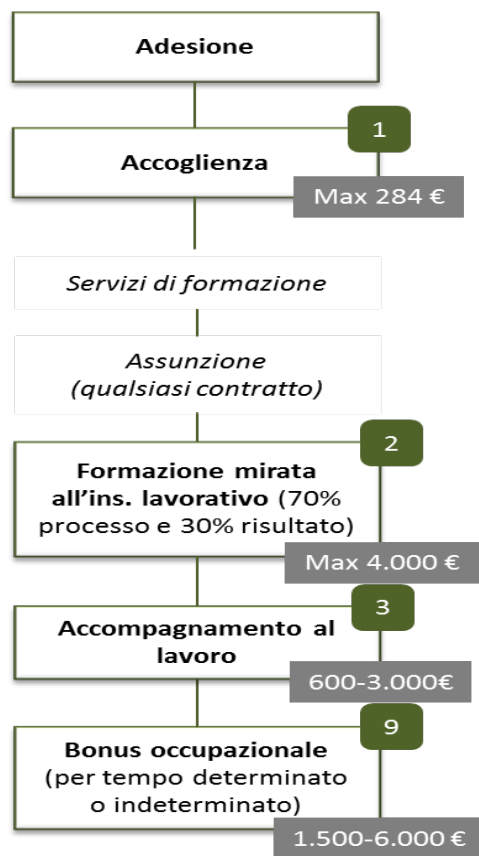 Adesione
1
Accoglienza
Max 284 €
Servizi di formazione
Assunzione
(qualsiasi contratto)
2
Formazione mirata
all’ins. lavorativo (70%
processo e 30% risultato)
Max 4.000 €
3
Accompagnamento al
lavoro
600-3.000€
9
Bonus occupazionale
(per tempo determinato
o indeterminato)
1.500-6.000 €